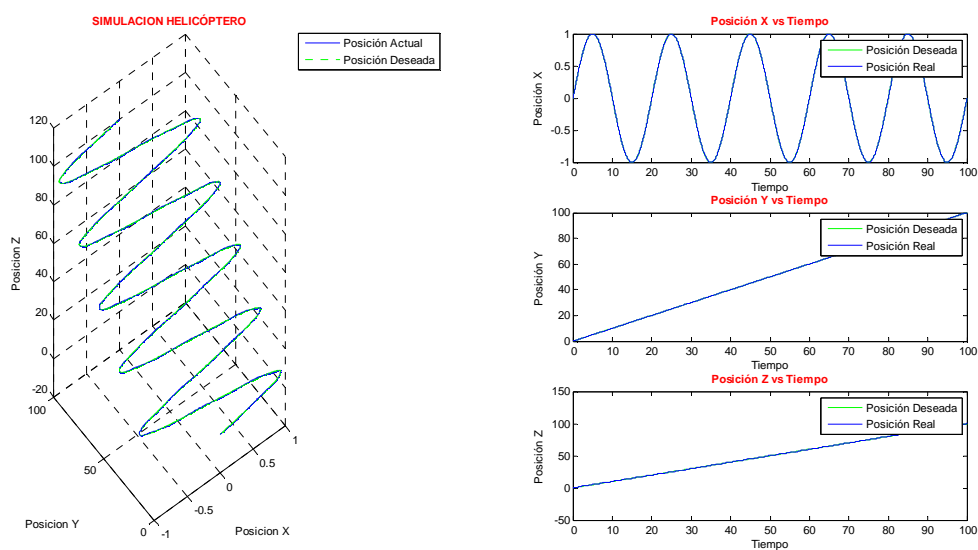 SIMULACION HELICÓPTERO
Posición Actual
Posición Deseada
120
100
80
60
40
20
0
-20
Posicion Z
100
50
0
Posicion Y
-1
-0.5
0
0.5
1
Posicion X
Posición X vs Tiempo
1
0.5
0
-0.5
-1
Posición X
Posición Deseada
Posición Real
0 10 20 30 40 50 60 70 80 90 100
Tiempo
Posición Y vs Tiempo
100
80
60
40
20
0
Posición Y
Posición Deseada
Posición Real
0 10 20 30 40 50 60 70 80 90 100
Tiempo
Posición Z vs Tiempo
150
100
50
0
-50
Posición Z
Posición Deseada
Posición Real
0 10 20 30 40 50 60 70 80 90 100
Tiempo